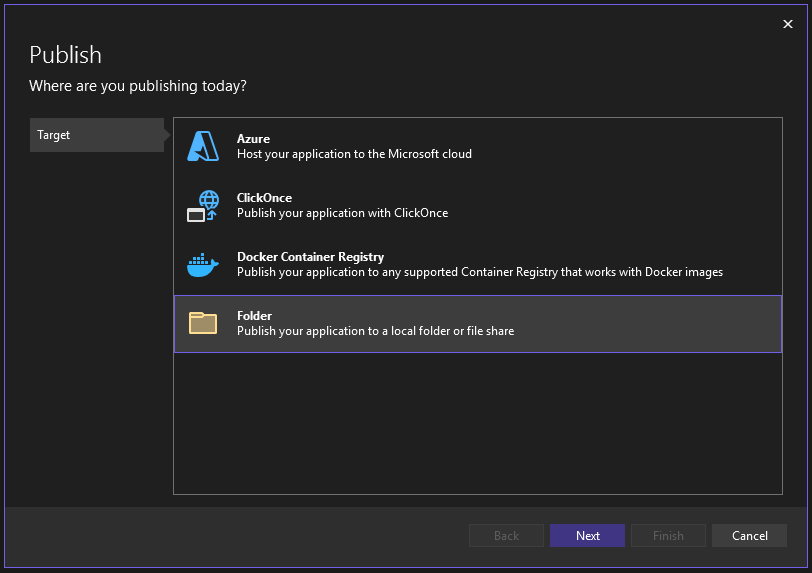 Publish
Where are you publishing today?
Target
Azure
Host your application to the Microsoft cloud
ClickOnce
Publish your application with ClickOnce
Docker Container Registry
Publish your application to any supported Container Registry that works with Docker images
Folder
Publish your application to a local folder or file share
Back
Next
Finish
Cancel